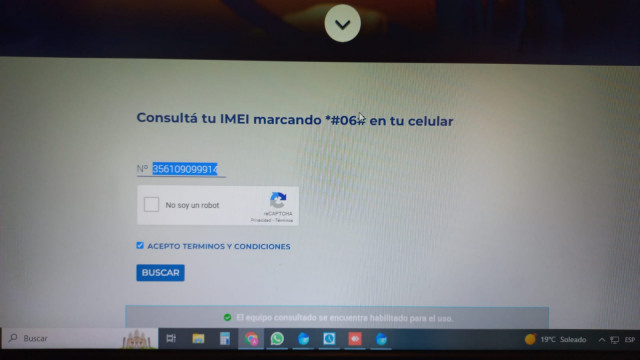 Consultá tu IMEI marcando *#06# en tu celular
Nº 356109099914
No soy un robot
reCAPTCHA
Privacidad - Términos
ACEPTO TERMINOS Y CONDICIONES
BUSCAR
El equipo consultado se encuentra habilitado para el uso.
Buscar
19°C Soleado
ESP